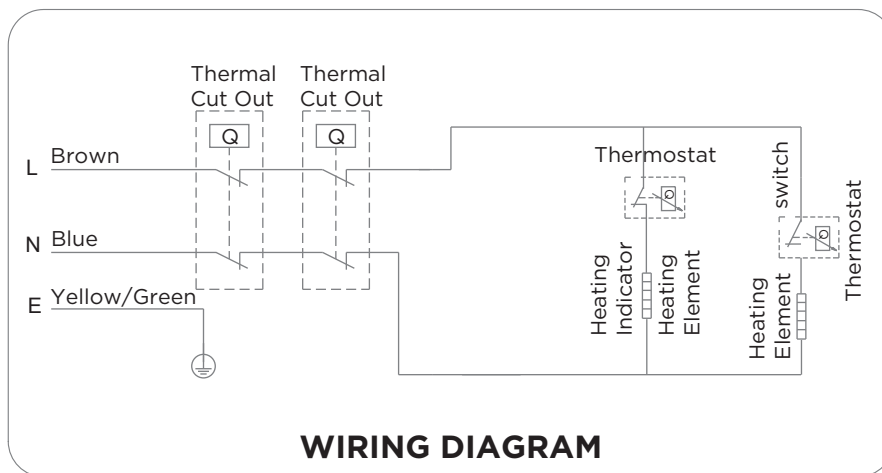 Thermal
Cut Out
Thermal
Cut Out
Q
Q
L
Brown
N
Blue
E
Yellow/Green
Thermostat
Q
Heating
Indicator
Heating
Element
switch
Q
Thermostat
Heating
Element
WIRING DIAGRAM